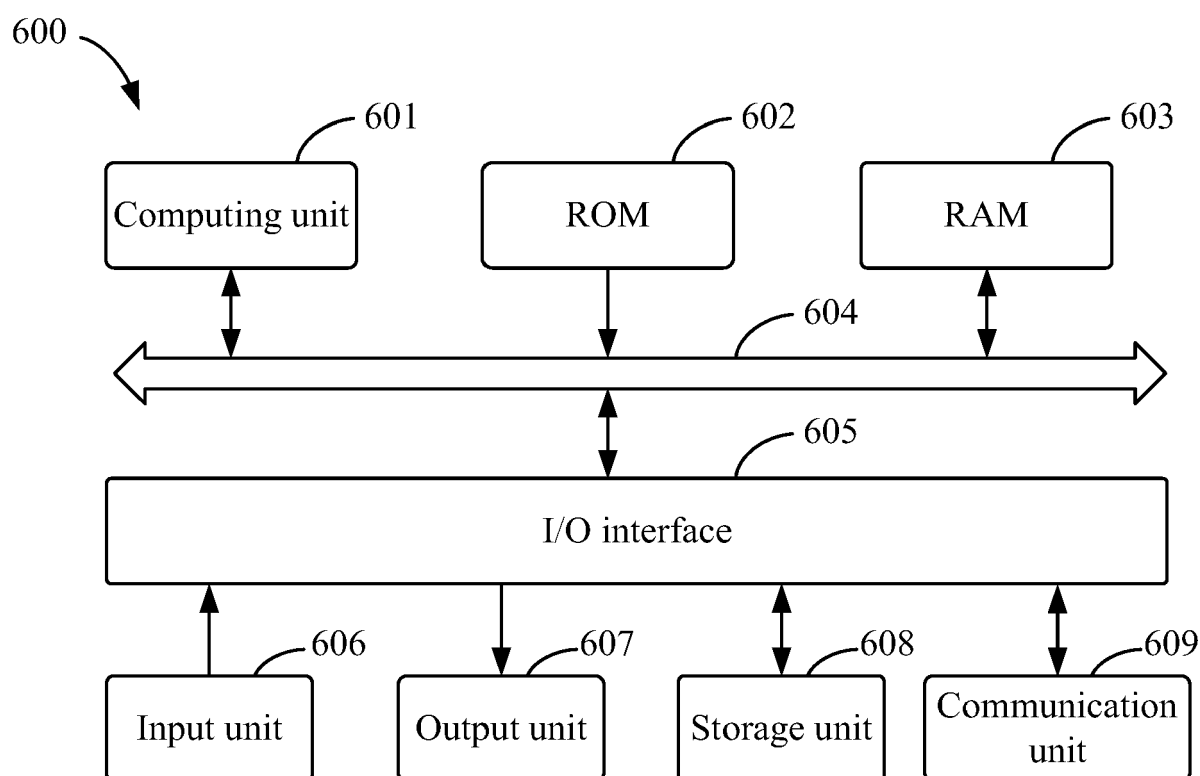 600
601
602
603
Computing unit
ROM
RAM
604
605
I/O interface
606
607
608
609
Input unit
Output unit
Storage unit
Communication
unit